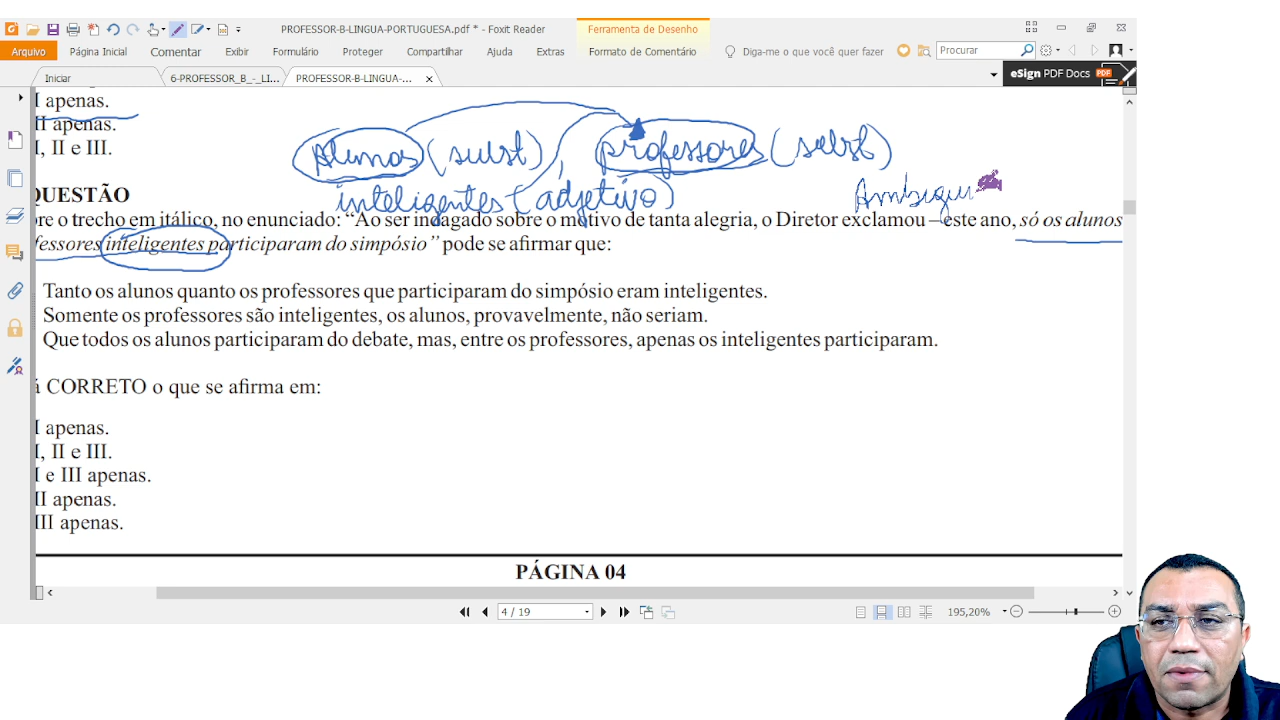 PROFESSOR-B-LINGUA-PORTUGUESA.pdf * - Foxit Reader
Ferramenta de Desenho
Arquivo Página Inicial Comentar Exibir Formulário Proteger Compartilhar Ajuda Extras Formato de Comentário Diga-me o que você quer fazer Procurar
Iniciar 6-PROFESSOR_B_-_LI... PROFESSOR-B-LINGUA-... eSign PDF Docs PDF
I apenas.
II apenas.
I, II e III.
Alunos (subst), professores (subst)
inteligentes (adjetivo)
Ambigui
QUESTÃO
re o trecho em itálico, no enunciado: “Ao ser indagado sobre o motivo de tanta alegria, o Diretor exclamou – este ano, só os alunos
fessores inteligentes participaram do simpósio” pode se afirmar que:
Tanto os alunos quanto os professores que participaram do simpósio eram inteligentes.
Somente os professores são inteligentes, os alunos, provavelmente, não seriam.
Que todos os alunos participaram do debate, mas, entre os professores, apenas os inteligentes participaram.
á CORRETO o que se afirma em:
I apenas.
I, II e III.
I e III apenas.
II apenas.
III apenas.
PÁGINA 04
4 / 19
195,20%